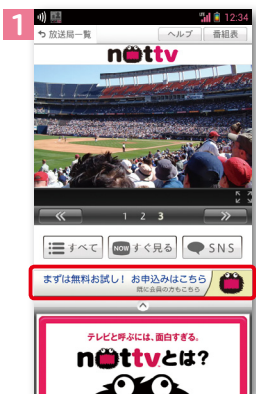 1
12:34
放送局一覧
ヘルプ
番組表
nottv
1 2 3
すべて
NOW すぐ見る
SNS
まずは無料お試し! お申込みはこちら
既に会員の方もこちら
テレビと呼ぶには、面白すぎる。
nottvとは?